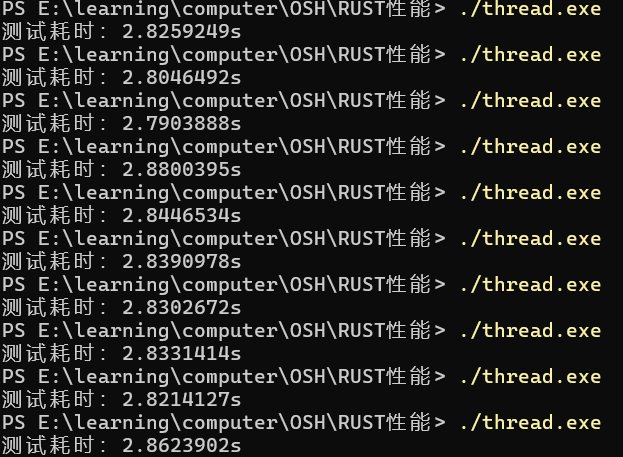 PS E:\learning\computer\OSH\RUST性能> ./thread.exe
测试耗时: 2.8259249s
PS E:\learning\computer\OSH\RUST性能> ./thread.exe
测试耗时: 2.8046492s
PS E:\learning\computer\OSH\RUST性能> ./thread.exe
测试耗时: 2.7903888s
PS E:\learning\computer\OSH\RUST性能> ./thread.exe
测试耗时: 2.8800395s
PS E:\learning\computer\OSH\RUST性能> ./thread.exe
测试耗时: 2.8446534s
PS E:\learning\computer\OSH\RUST性能> ./thread.exe
测试耗时: 2.8390978s
PS E:\learning\computer\OSH\RUST性能> ./thread.exe
测试耗时: 2.8302672s
PS E:\learning\computer\OSH\RUST性能> ./thread.exe
测试耗时: 2.8331414s
PS E:\learning\computer\OSH\RUST性能> ./thread.exe
测试耗时: 2.8214127s
PS E:\learning\computer\OSH\RUST性能> ./thread.exe
测试耗时: 2.8623902s